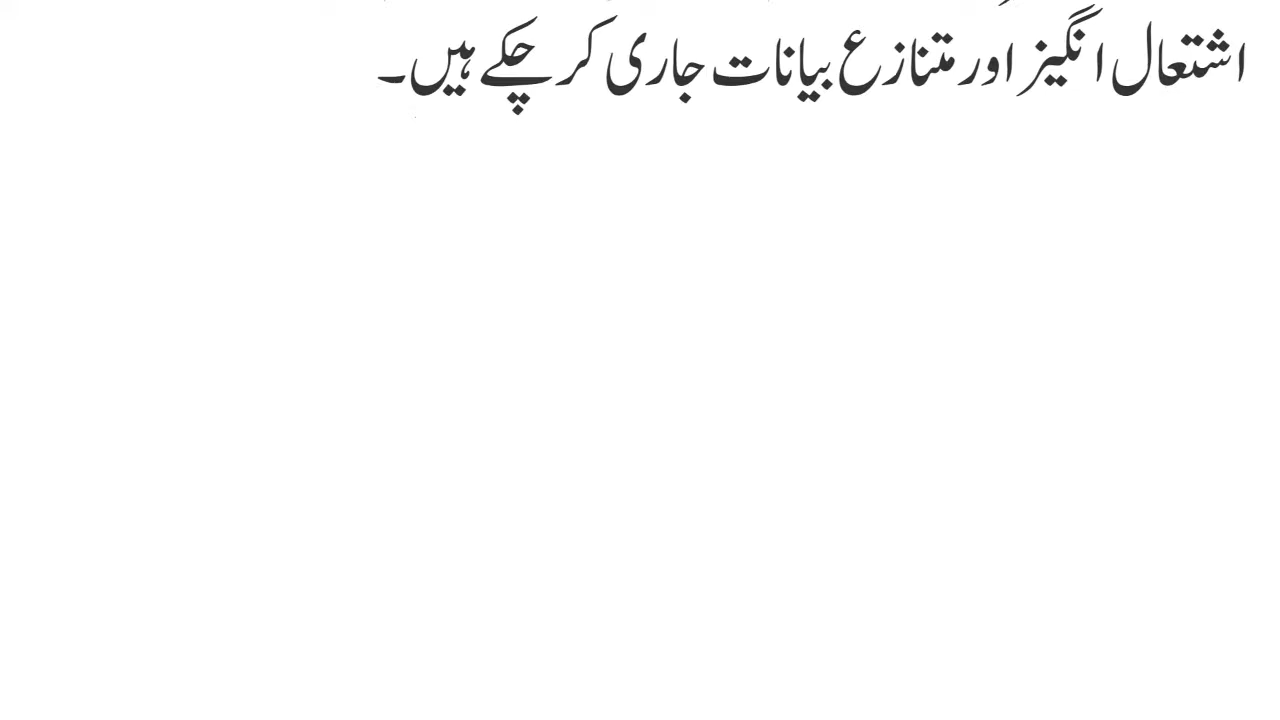 اشتعال انگیز اور متنازع بیانات جاری کر چکے ہیں۔